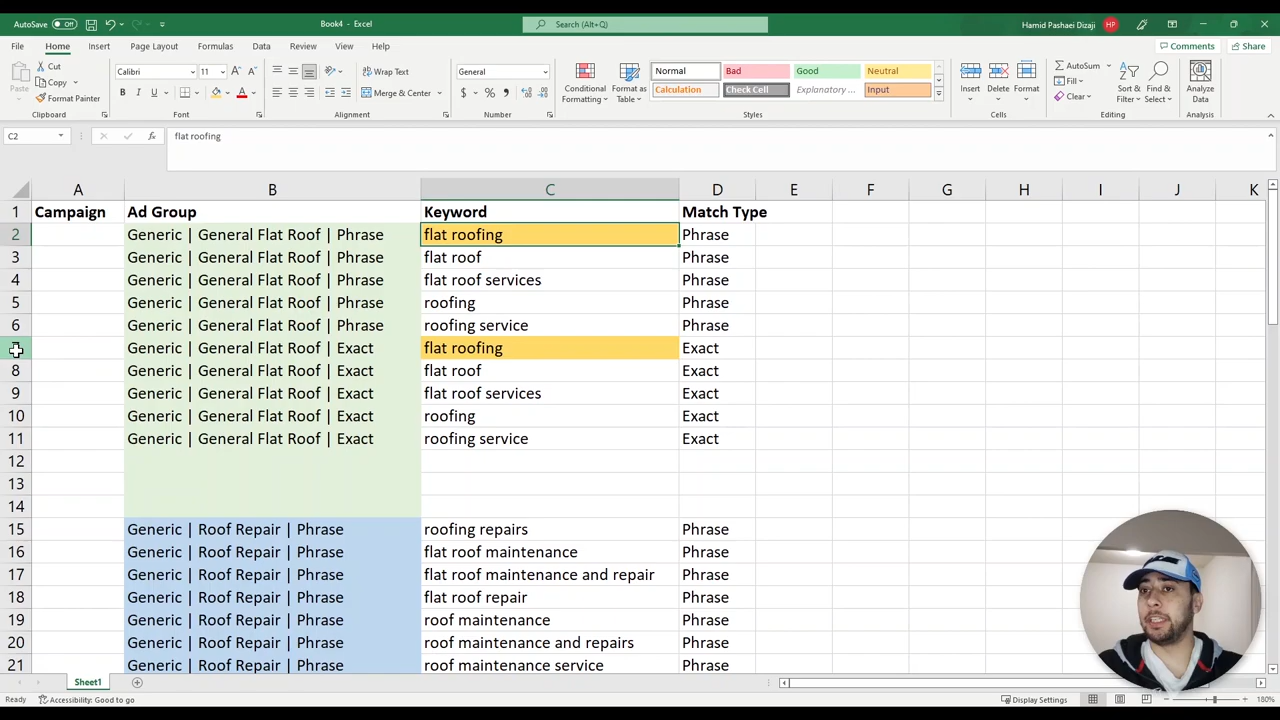 AutoSave Off Book4 - Excel Search (Alt+Q) Hamid Pashaei Dizaji HP
File Home Insert Page Layout Formulas Data Review View Help Comments Share
Paste Cut Copy Format Painter Clipboard
Calibri 11 B I U Font
Wrap Text Merge & Center Alignment
General $ % Number
Conditional Formatting Format as Table
Normal Bad Good Neutral
Calculation Check Cell Explanatory ... Input
Styles
Insert Delete Format Cells
AutoSum Fill Clear Sort & Filter Find & Select Editing
Analyze Data Analysis
C2 fx flat roofing
A B C D E F G H I J K
1 Campaign Ad Group Keyword Match Type
2 Generic | General Flat Roof | Phrase flat roofing Phrase
3 Generic | General Flat Roof | Phrase flat roof Phrase
4 Generic | General Flat Roof | Phrase flat roof services Phrase
5 Generic | General Flat Roof | Phrase roofing Phrase
6 Generic | General Flat Roof | Phrase roofing service Phrase
Generic | General Flat Roof | Exact flat roofing Exact
8 Generic | General Flat Roof | Exact flat roof Exact
9 Generic | General Flat Roof | Exact flat roof services Exact
10 Generic | General Flat Roof | Exact roofing Exact
11 Generic | General Flat Roof | Exact roofing service Exact
12
13
14
15 Generic | Roof Repair | Phrase roofing repairs Phrase
16 Generic | Roof Repair | Phrase flat roof maintenance Phrase
17 Generic | Roof Repair | Phrase flat roof maintenance and repair Phrase
18 Generic | Roof Repair | Phrase flat roof repair Phrase
19 Generic | Roof Repair | Phrase roof maintenance Phrase
20 Generic | Roof Repair | Phrase roof maintenance and repairs Phrase
21 Generic | Roof Repair | Phrase roof maintenance service Phrase
Sheet1
Ready Accessibility: Good to go Display Settings 180%